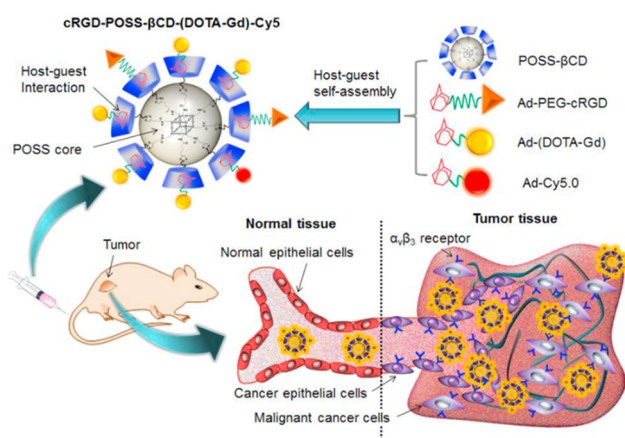 cRGD-POSS-βCD-(DOTA-Gd)-Cy5
Host-guest
Interaction
POSS core
Host-guest
self-assembly
POSS-βCD
Ad-PEG-cRGD
Ad-(DOTA-Gd)
Ad-Cy5.0
Tumor
Normal tissue
Normal epithelial cells
Tumor tissue
αvβ3 receptor
Cancer epithelial cells
Malignant cancer cells